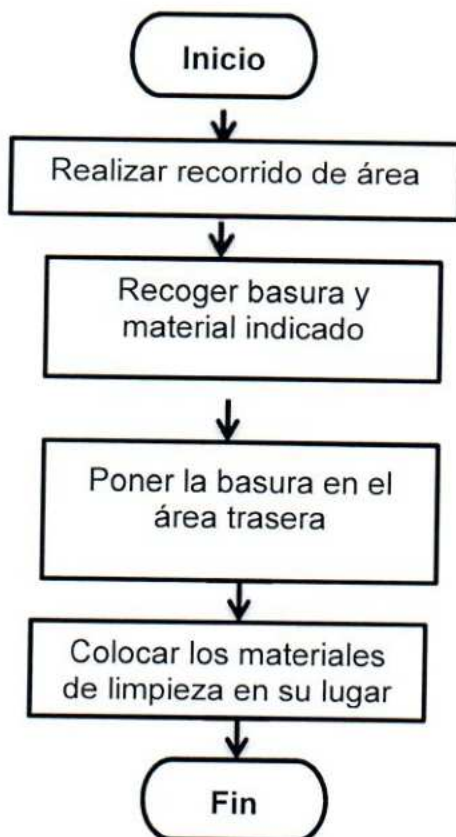 Inicio
Realizar recorrido de área
Recoger basura y
material indicado
Poner la basura en el
área trasera
Colocar los materiales
de limpieza en su lugar
Fin